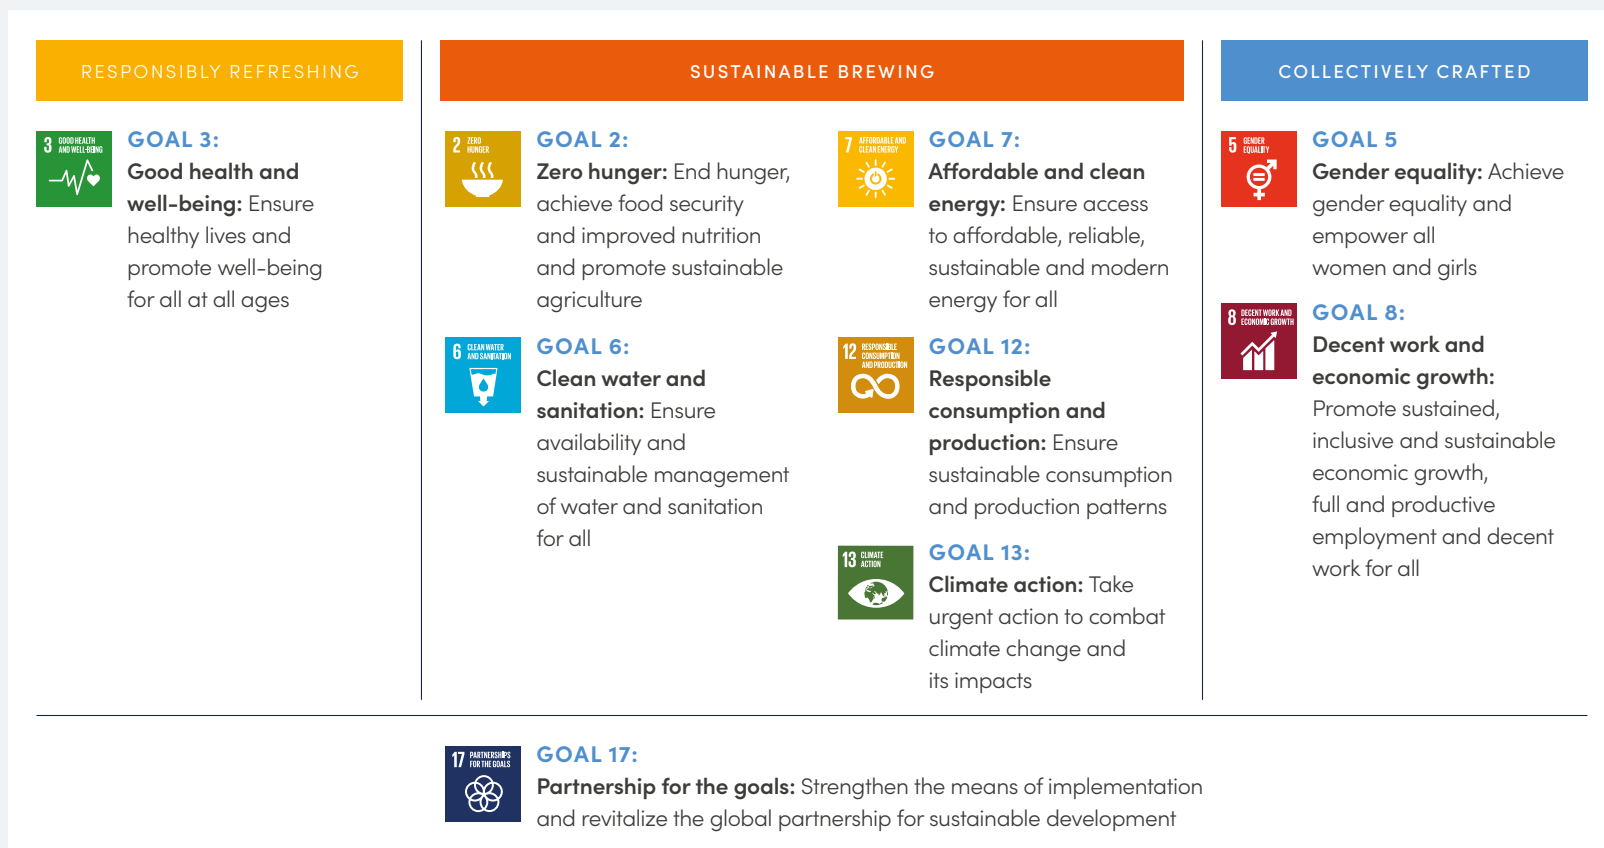 RESPONSIBLY REFRESHING
3 GOOD HEALTH
AND WELL-BEING
GOAL 3:
Good health and
well-being: Ensure
healthy lives and
promote well-being
for all at all ages
SUSTAINABLE BREWING
2 ZERO
HUNGER
GOAL 2:
Zero hunger: End hunger,
achieve food security
and improved nutrition
and promote sustainable
agriculture
6 CLEAN WATER
AND SANITATION
GOAL 6:
Clean water and
sanitation: Ensure
availability and
sustainable management
of water and sanitation
for all
7 AFFORDABLE AND
CLEAN ENERGY
GOAL 7:
Affordable and clean
energy: Ensure access
to affordable, reliable,
sustainable and modern
energy for all
12 RESPONSIBLE
CONSUMPTION
AND PRODUCTION
GOAL 12:
Responsible
consumption and
production: Ensure
sustainable consumption
and production patterns
13 CLIMATE
ACTION
GOAL 13:
Climate action: Take
urgent action to combat
climate change and
its impacts
COLLECTIVELY CRAFTED
5 GENDER
EQUALITY
GOAL 5
Gender equality: Achieve
gender equality and
empower all
women and girls
8 DECENT WORK AND
ECONOMIC GROWTH
GOAL 8:
Decent work and
economic growth:
Promote sustained,
inclusive and sustainable
economic growth,
full and productive
employment and decent
work for all
17 PARTNERSHIPS
FOR THE GOALS
GOAL 17:
Partnership for the goals: Strengthen the means of implementation
and revitalize the global partnership for sustainable development